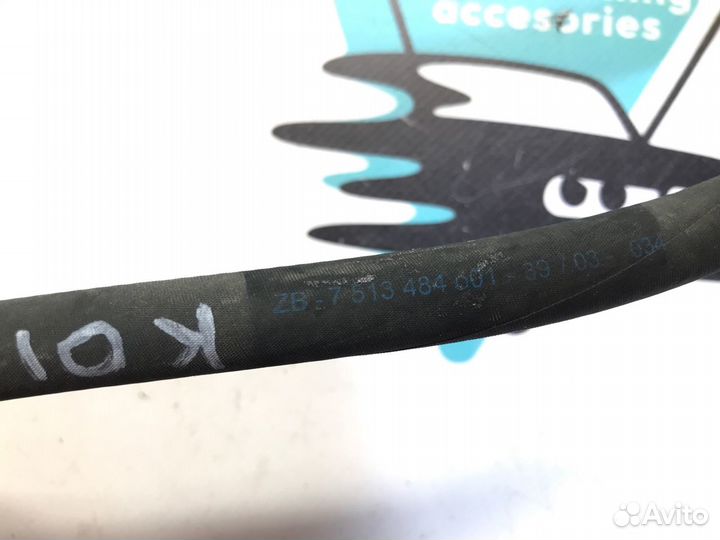 accesories
ZB - 7 513 484 001 - 39 / 03 - 034
K01
Avito